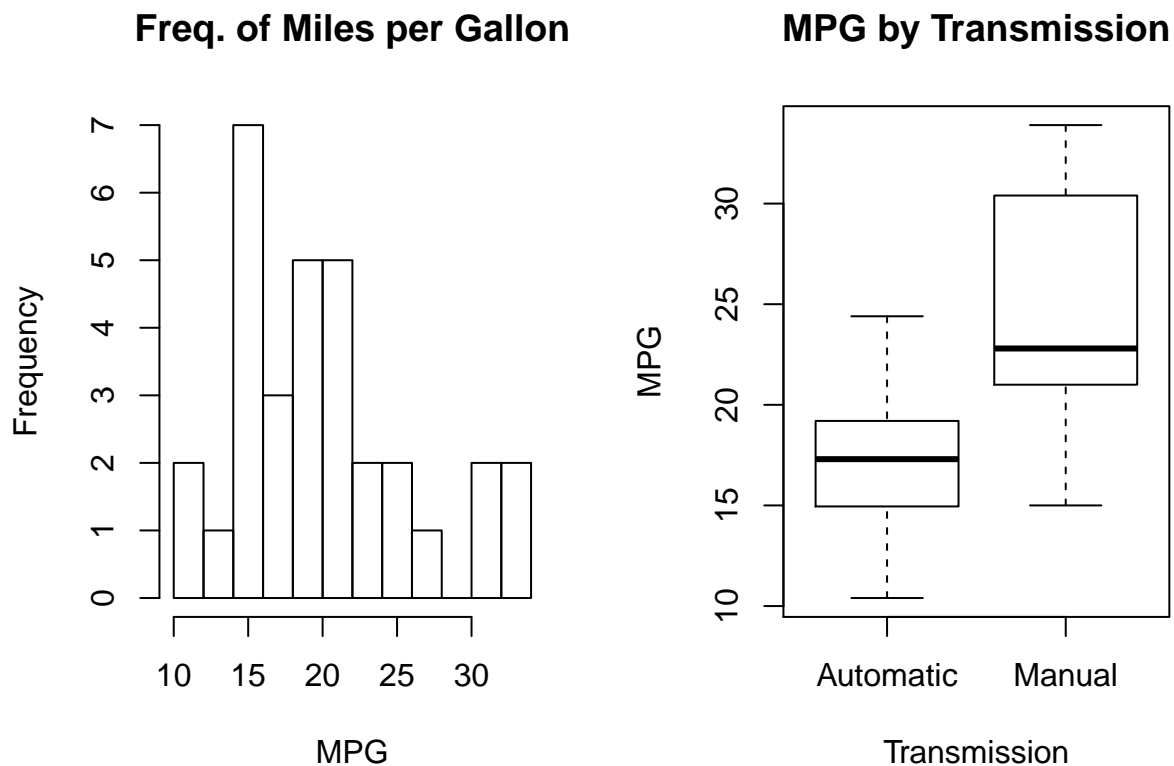 Freq. of Miles per Gallon
Frequency
7
6
5
4
3
2
1
0
10 15 20 25 30
MPG
MPG by Transmission
MPG
30
25
20
15
10
Automatic Manual
Transmission